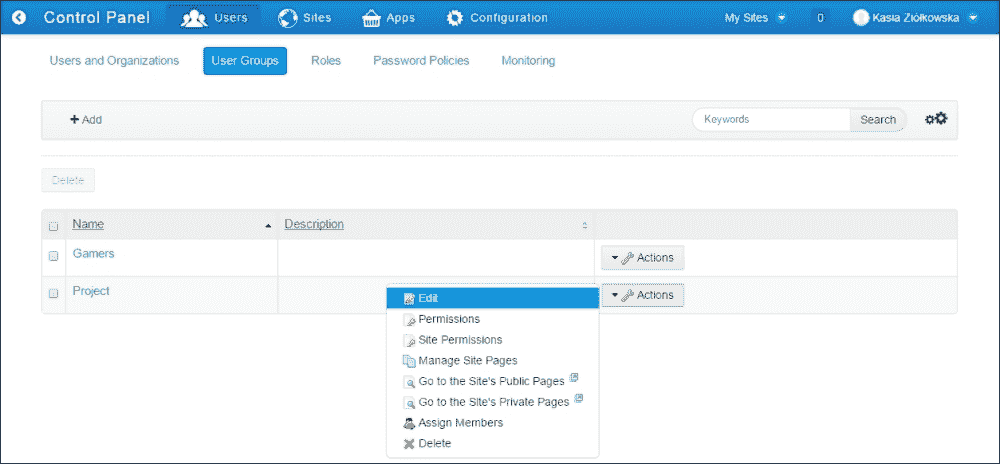 Control Panel Users Sites Apps Configuration My Sites 0 Kasia Ziółkowska
Users and Organizations User Groups Roles Password Policies Monitoring
+ Add Keywords Search
Delete
Name Description
Gamers Actions
Project Actions
Edit
Permissions
Site Permissions
Manage Site Pages
Go to the Site's Public Pages
Go to the Site's Private Pages
Assign Members
Delete